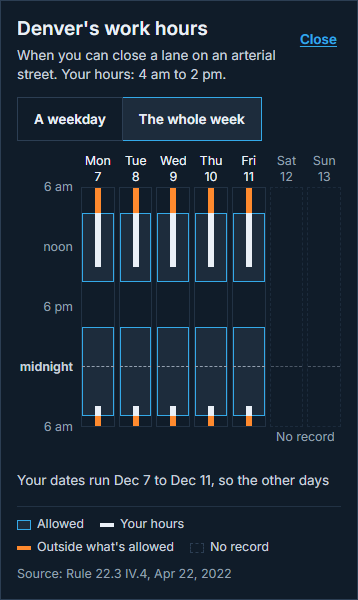 Denver's work hours
Close
When you can close a lane on an arterial
street. Your hours: 4 am to 2 pm.
A weekday
The whole week
Mon Tue Wed Thu Fri Sat Sun
7 8 9 10 11 12 13
6 am
noon
6 pm
midnight
6 am
No record
Your dates run Dec 7 to Dec 11, so the other days
Allowed
Your hours
Outside what's allowed
No record
Source: Rule 22.3 IV.4, Apr 22, 2022